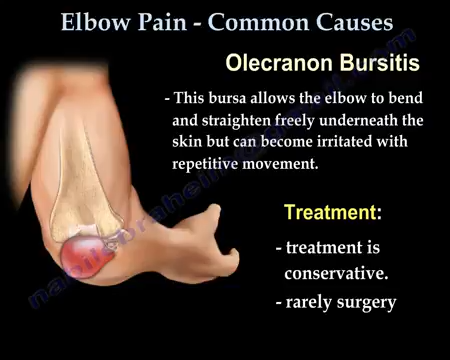 Elbow Pain - Common Causes
Olecranon Bursitis
- This bursa allows the elbow to bend
and straighten freely underneath the
skin but can become irritated with
repetitive movement.
Treatment:
- treatment is
conservative.
- rarely surgery